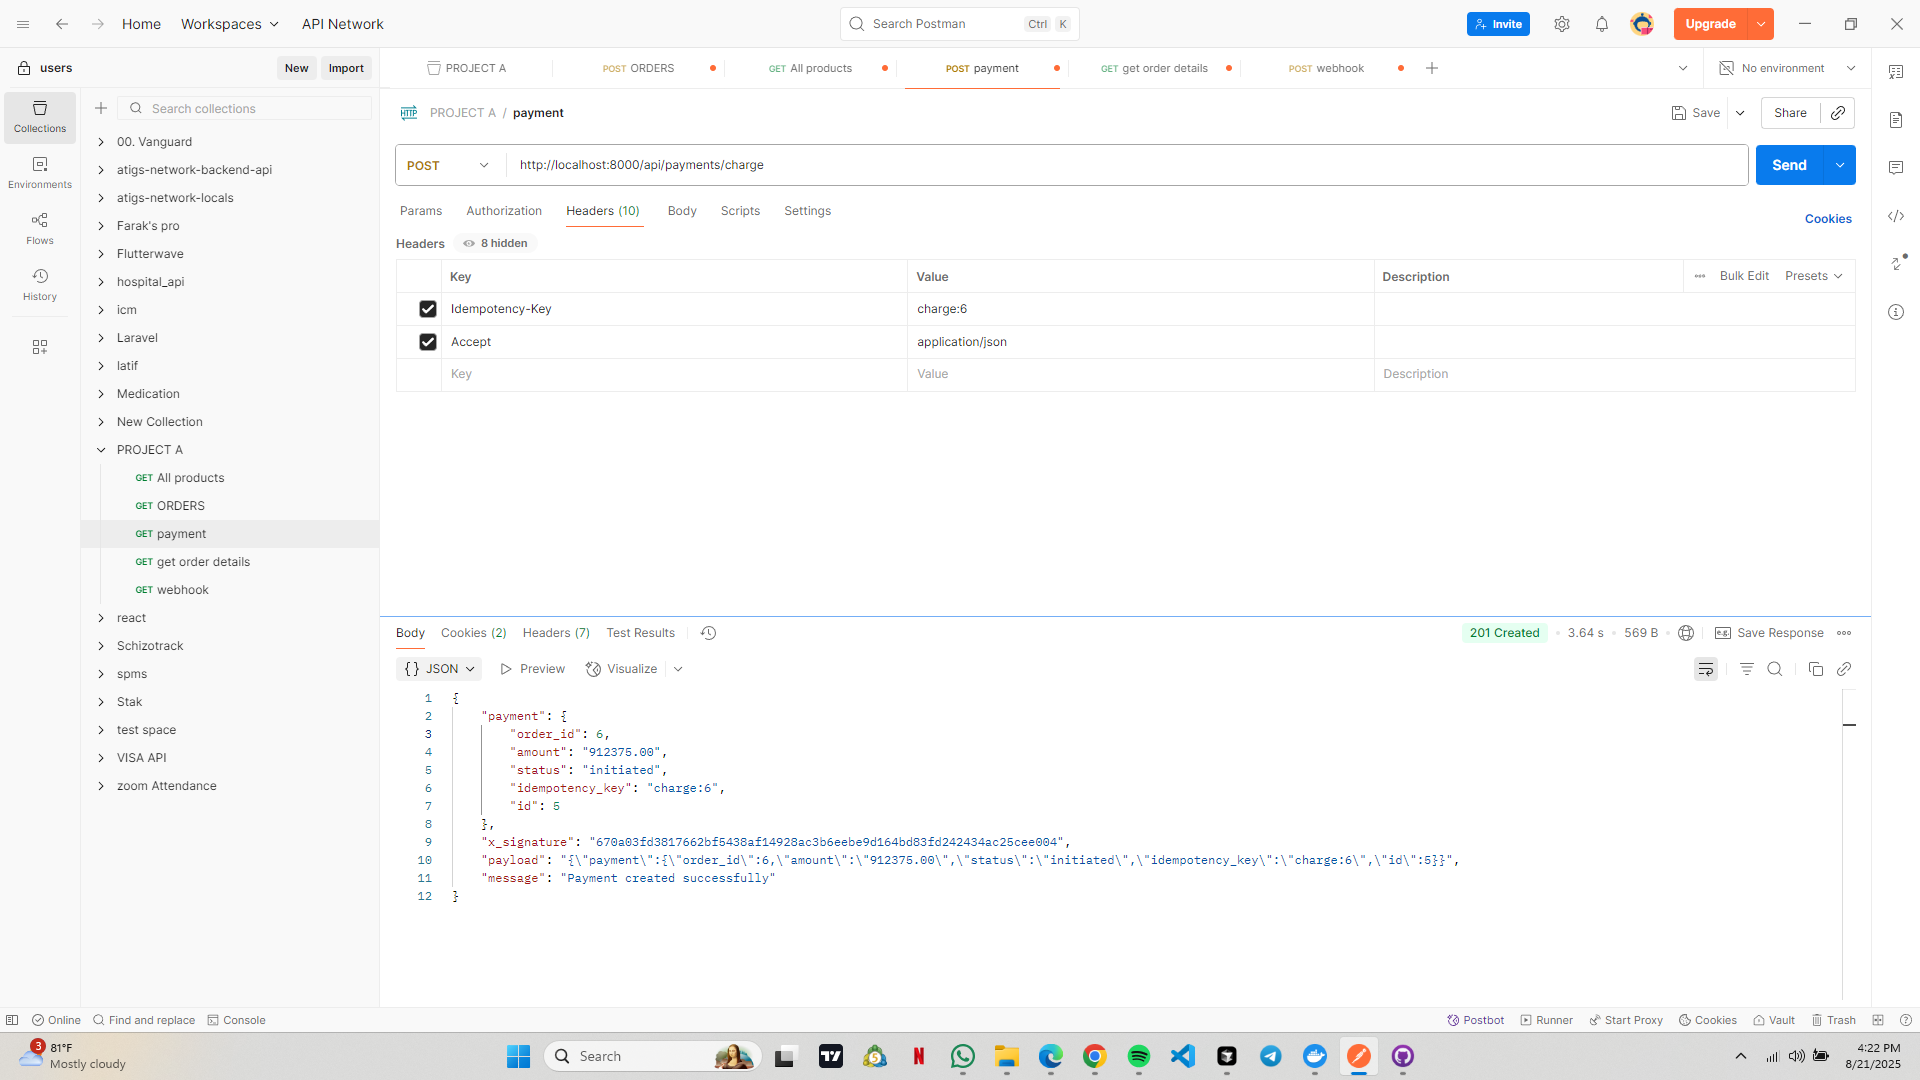 Home
Workspaces
API Network
Search Postman
Ctrl K
Invite
Upgrade
users
New
Import
PROJECT A
POST ORDERS
GET All products
POST payment
GET get order details
POST webhook
No environment
Collections
Environments
Flows
History
Search collections
00. Vanguard
atigs-network-backend-api
atigs-network-locals
Farak's pro
Flutterwave
hospital_api
icm
Laravel
latif
Medication
New Collection
PROJECT A
GET All products
GET ORDERS
GET payment
GET get order details
GET webhook
react
Schizotrack
spms
Stak
test space
VISA API
zoom Attendance
HTTP PROJECT A / payment
Save
Share
POST
http://localhost:8000/api/payments/charge
Send
Params
Authorization
Headers (10)
Body
Scripts
Settings
Cookies
Headers
8 hidden
Key Value Description
Bulk Edit Presets
Idempotency-Key charge:6
Accept application/json
Key Value Description
Body
Cookies (2)
Headers (7)
Test Results
201 Created
3.64 s
569 B
e.g. Save Response
{} JSON
Preview
Visualize
1 {
2 "payment": {
3 "order_id": 6,
4 "amount": "912375.00",
5 "status": "initiated",
6 "idempotency_key": "charge:6",
7 "id": 5
8 },
9 "x_signature": "670a03fd3817662bf5438af14928ac3b6eebe9d164bd83fd242434ac25cee004",
10 "payload": "{\"payment\":{\"order_id\":6,\"amount\":\"912375.00\",\"status\":\"initiated\",\"idempotency_key\":\"charge:6\",\"id\":5}}",
11 "message": "Payment created successfully"
12 }
Online
Find and replace
Console
Postbot
Runner
Start Proxy
Cookies
Vault
Trash
3
81°F
Mostly cloudy
Search
4:22 PM
8/21/2025